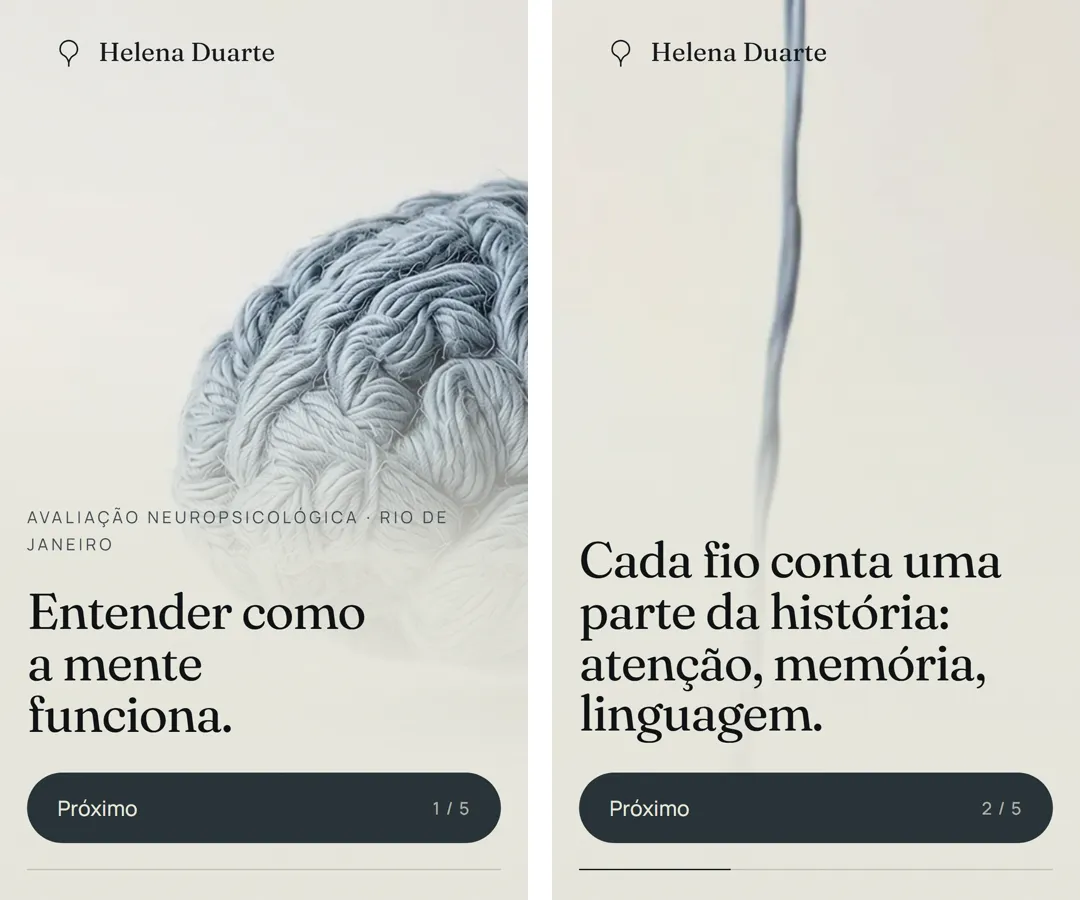 Helena Duarte
AVALIAÇÃO NEUROPSICOLÓGICA · RIO DE
JANEIRO
Entender como
a mente
funciona.
Próximo 1 / 5
Helena Duarte
Cada fio conta uma
parte da história:
atenção, memória,
linguagem.
Próximo 2 / 5